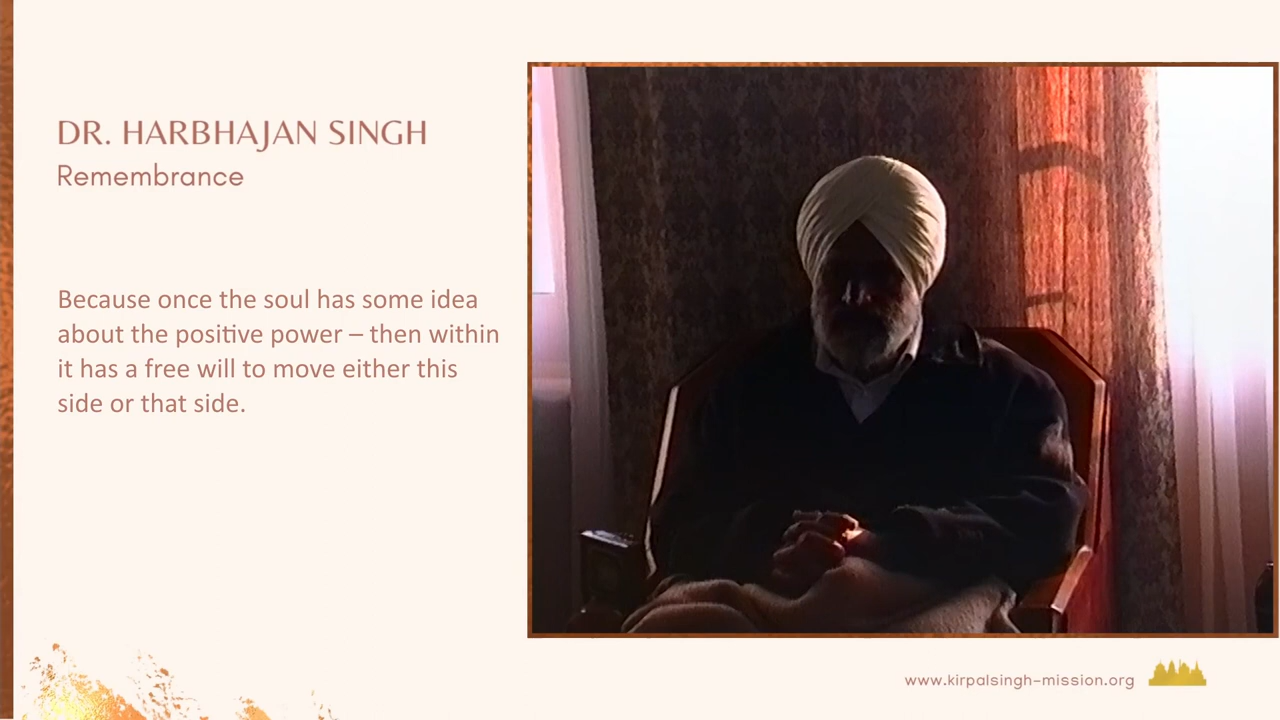 DR. HARBHAJAN SINGH
Remembrance
Because once the soul has some idea
about the positive power – then within
it has a free will to move either this
side or that side.
www.kirpalsingh-mission.org